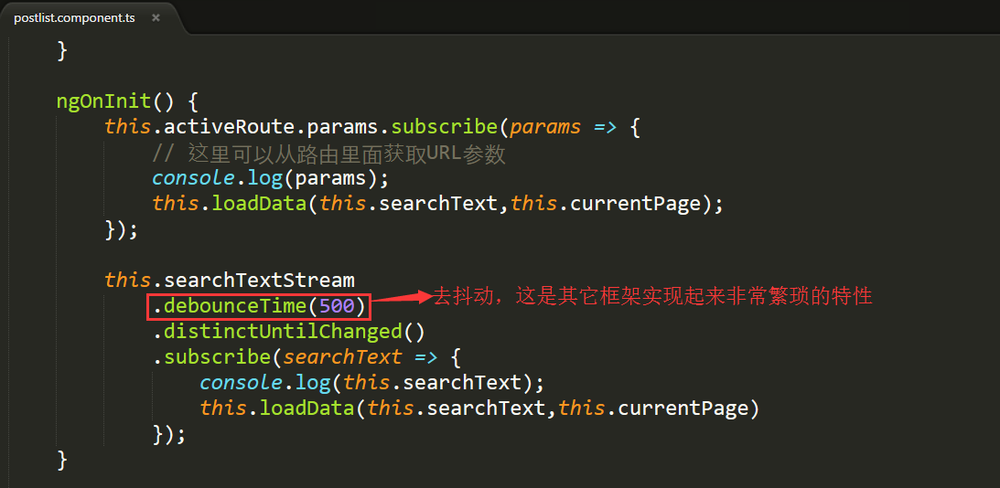 postlist.component.ts ×
}
ngOnInit() {
this.activeRoute.params.subscribe(params => {
// 这里可以从路由里面获取URL参数
console.log(params);
this.loadData(this.searchText,this.currentPage);
});
this.searchTextStream
.debounceTime(500) 去抖动，这是其它框架实现起来非常繁琐的特性
.distinctUntilChanged()
.subscribe(searchText => {
console.log(this.searchText);
this.loadData(this.searchText,this.currentPage)
});
}